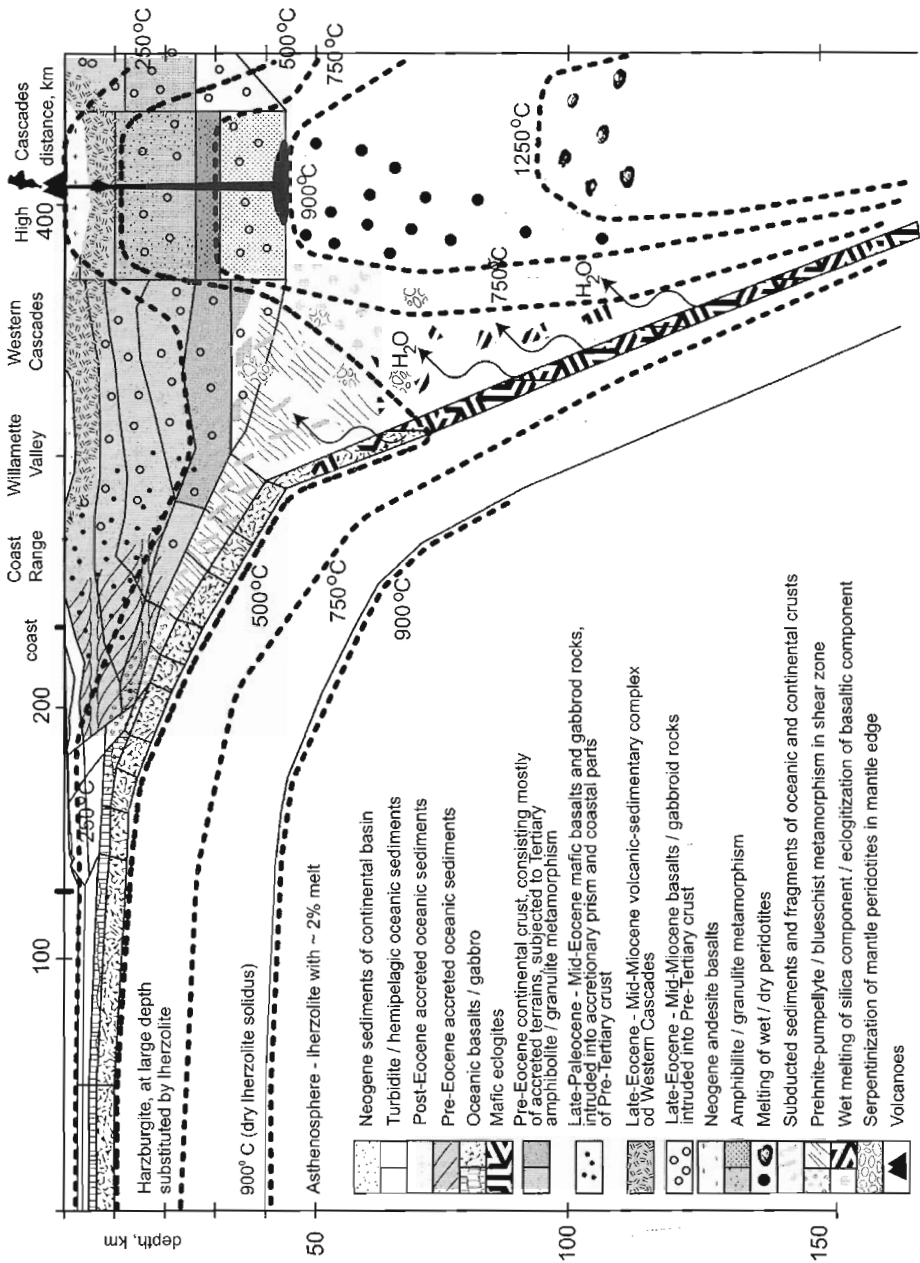 High Cascades
distance, km
Western
Cascades
Willamette
Valley
Coast
Range
coast
400
200
100
depth, km
50
100
150
250°C
500°C
750°C
900°C
1250°C
750°C
H₂O
H₂O
250°C
500°C
750°C
900°C
Harzburgite, at large depth
substituted by lherzolite
900° C (dry lherzolite solidus)
Asthenosphere - lherzolite with ~ 2% melt
Neogene sediments of continental basin
Turbidite / hemipelagic oceanic sediments
Post-Eocene accreted oceanic sediments
Pre-Eocene accreted oceanic sediments
Oceanic basalts / gabbro
Mafic eclogites
Pre-Eocene continental crust, consisting mostly
of accreted terrains, subjected to Tertiary
amphibolite / granulite metamorphism
Late-Paleocene - Mid-Eocene mafic basalts and gabbrod rocks,
intruded into accretionary prism and coastal parts
of Pre-Tertiary crust
Late-Eocene - Mid-Miocene volcanic-sedimentary complex
od Western Cascades
Late-Eocene - Mid-Miocene basalts / gabbroid rocks
intruded into Pre-Tertiary crust
Neogene andesite basalts
Amphibilite / granulite metamorphism
Melting of wet / dry peridotites
Subducted sediments and fragments of oceanic and continental crusts
Prehnite-pumpellyte / blueschist metamorphism in shear zone
Wet melting of silica component / eclogitization of basaltic component
Serpentinization of mantle peridotites in mantle edge
Volcanoes